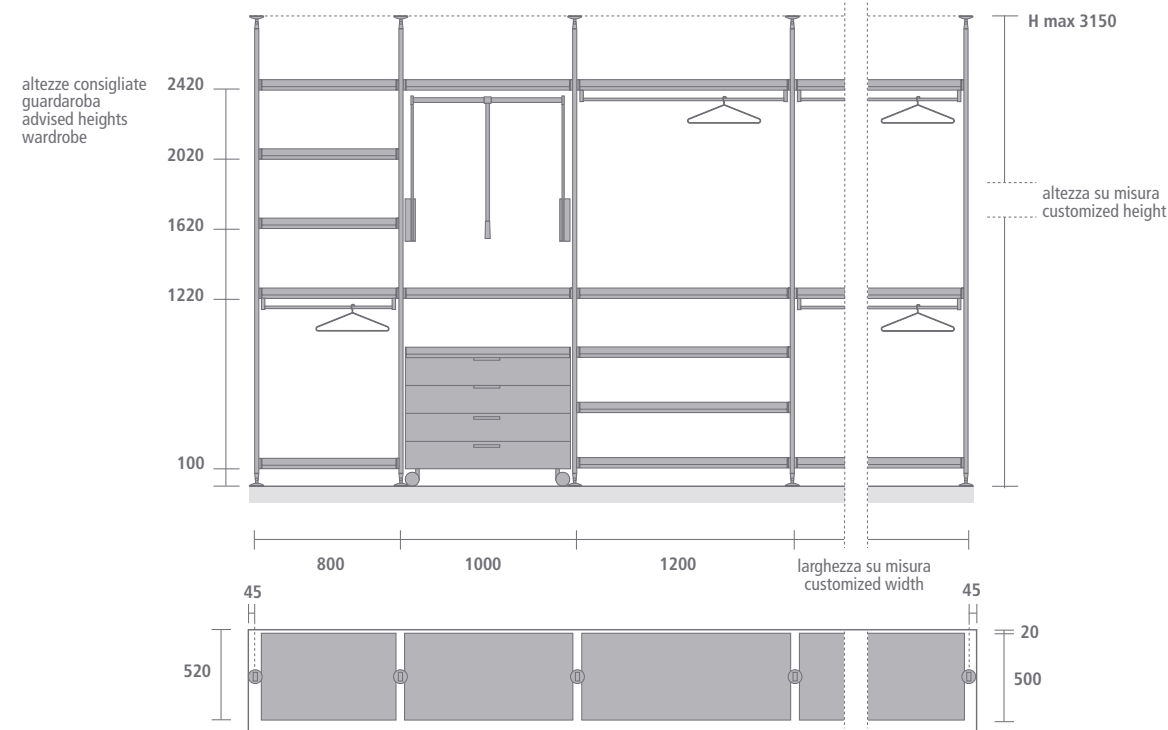 H max 3150
altezze consigliate
guardaroba
advised heights
wardrobe
2420
2020
1620
1220
100
altezza su misura
customized height
800
1000
1200
larghezza su misura
customized width
45
45
520
20
500